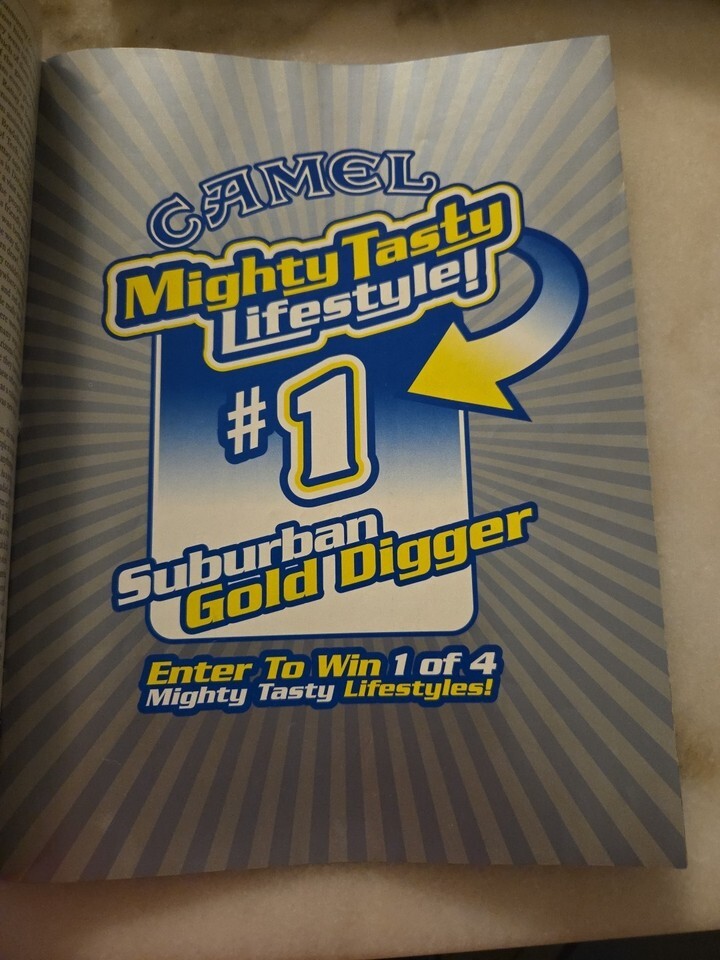 CAMEL
Mighty Tasty
Lifestyle!
#1
Suburban
Gold Digger
Enter To Win 1 of 4
Mighty Tasty Lifestyles!